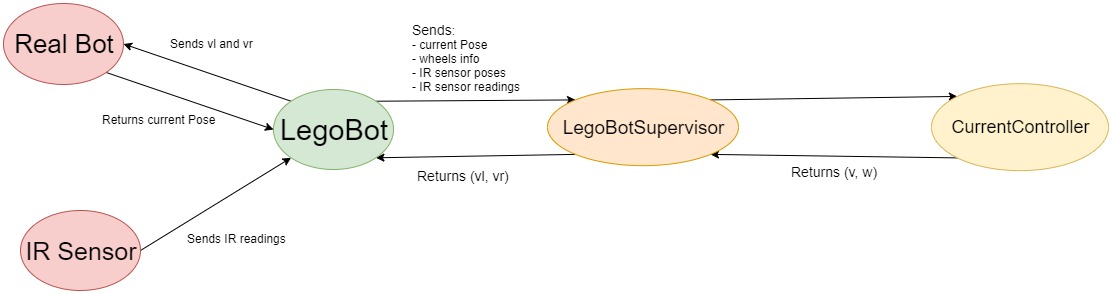 Real Bot
Sends vl and vr
Returns current Pose
LegoBot
IR Sensor
Sends IR readings
Sends:
- current Pose
- wheels info
- IR sensor poses
- IR sensor readings
LegoBotSupervisor
Returns (vl, vr)
CurrentController
Returns (v, w)